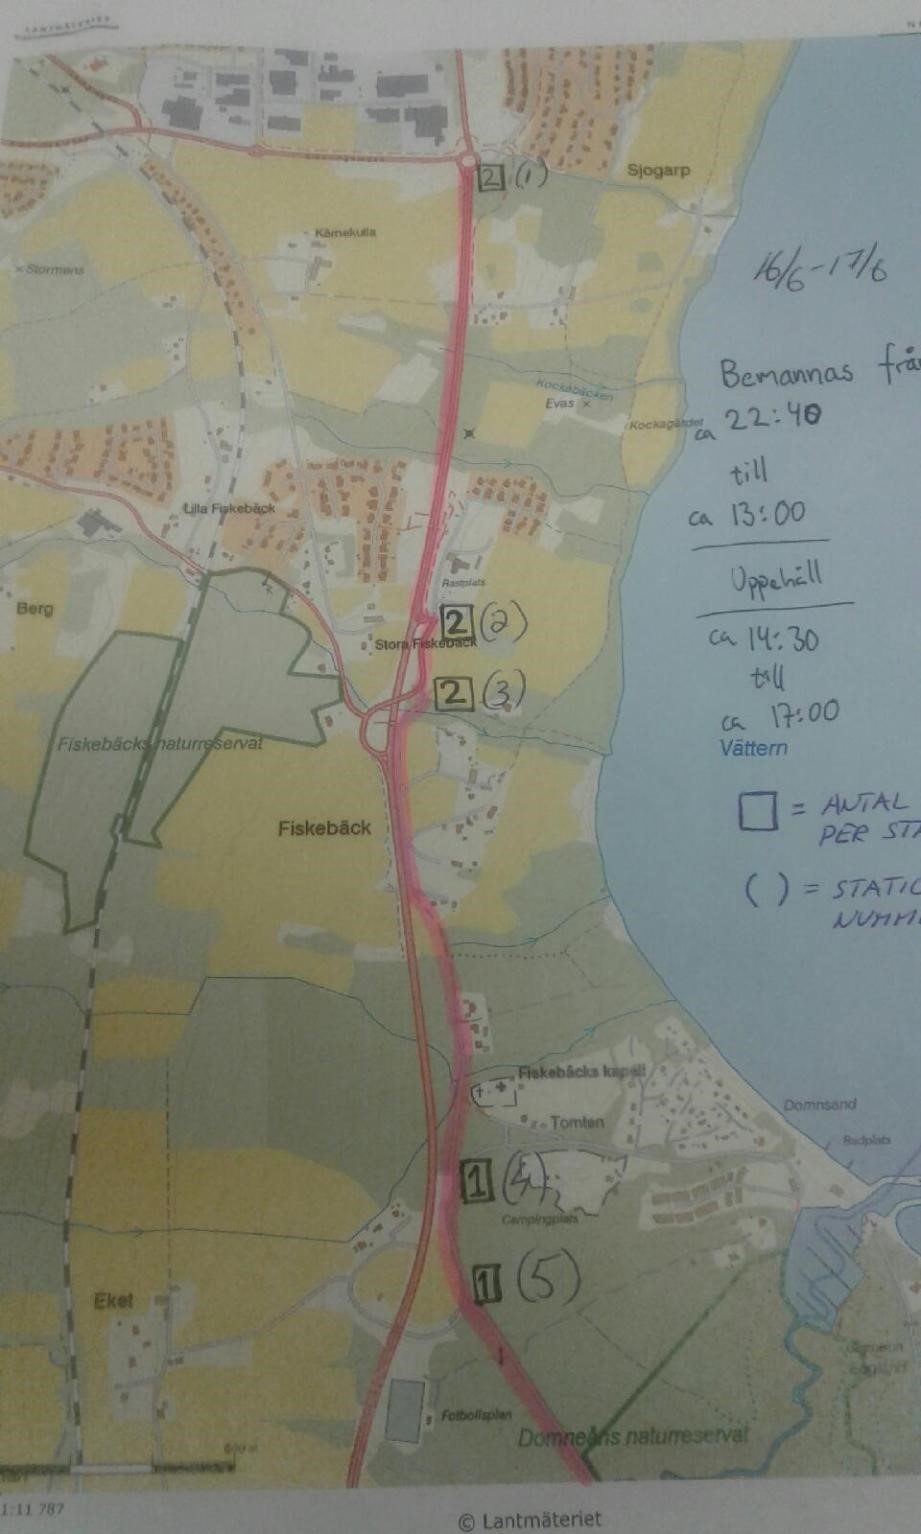 LANTMÄTERIET
Sjogarp
2 (1)
Kärnekulla
16/6-17/6
Stormens
Bemannas från
Kockabäcken
Evas
ca 22:40
Kockagärdet
till
ca 13:00
Lilla Fiskebäck
Uppehåll
Rastplats
Berg
2 (2)
ca 14:30
Stora Fiskebäck
till
2 (3)
ca 17:00
Fiskebäcks naturreservat
Vättern
= ANTAL
PER STA
Fiskebäck
( ) = STATIO
NUMM
Fiskebäcks kapell
Domnsand
Tomten
Badplats
1 (4)
Campingplats
1 (5)
Eket
Fotbollsplan
Domneåns naturreservat
1:11 787
© Lantmäteriet